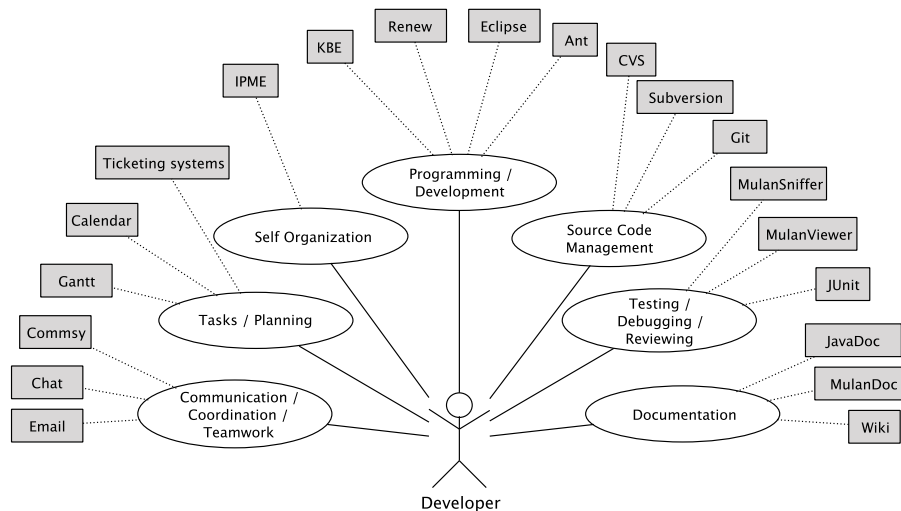 Renew
Eclipse
KBE
Ant
CVS
IPME
Subversion
Git
Ticketing systems
Programming /
Development
MulanSniffer
Calendar
Self Organization
Source Code
Management
MulanViewer
Gantt
JUnit
Tasks / Planning
Testing /
Debugging /
Reviewing
Commsy
JavaDoc
Chat
MulanDoc
Communication /
Coordination /
Teamwork
Documentation
Email
Wiki
Developer